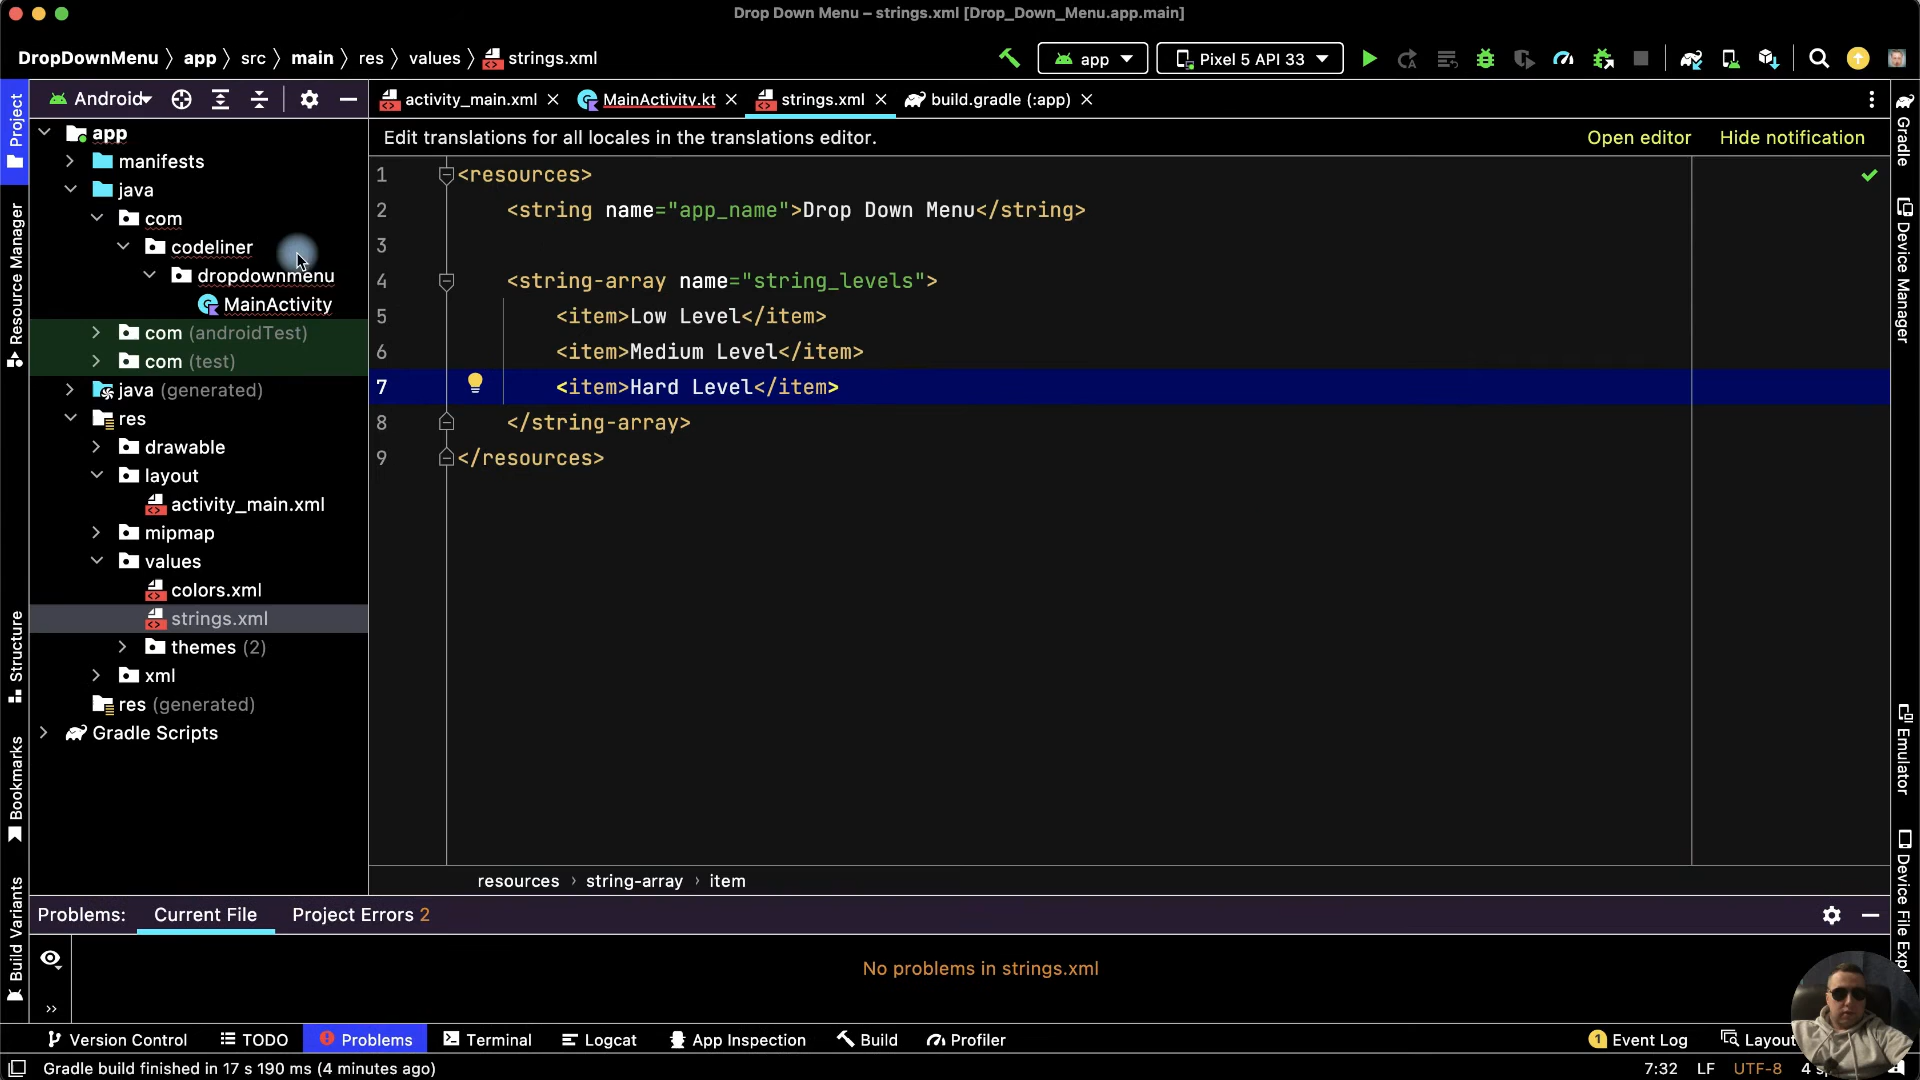 Drop Down Menu – strings.xml [Drop_Down_Menu.app.main]
DropDownMenu 〉 app 〉 src 〉 main 〉 res 〉 values 〉 strings.xml
app
Pixel 5 API 33
Project
Android
activity_main.xml
MainActivity.kt
strings.xml
build.gradle (:app)
Gradle
Edit translations for all locales in the translations editor.
Open editor
Hide notification
app
manifests
java
com
codeliner
dropdownmenu
MainActivity
com (androidTest)
com (test)
java (generated)
res
drawable
layout
activity_main.xml
mipmap
values
colors.xml
strings.xml
themes (2)
xml
res (generated)
Gradle Scripts
Resource Manager
Structure
Bookmarks
Build Variants
1 <resources>
2 <string name="app_name">Drop Down Menu</string>
3
4 <string-array name="string_levels">
5 <item>Low Level</item>
6 <item>Medium Level</item>
7 <item>Hard Level</item>
8 </string-array>
9 </resources>
Device Manager
Emulator
Device File Expl
resources › string-array › item
Problems: Current File Project Errors 2
No problems in strings.xml
Version Control
TODO
Problems
Terminal
Logcat
App Inspection
Build
Profiler
1 Event Log
Layou
Gradle build finished in 17 s 190 ms (4 minutes ago)
7:32 LF UTF-8 4 sp